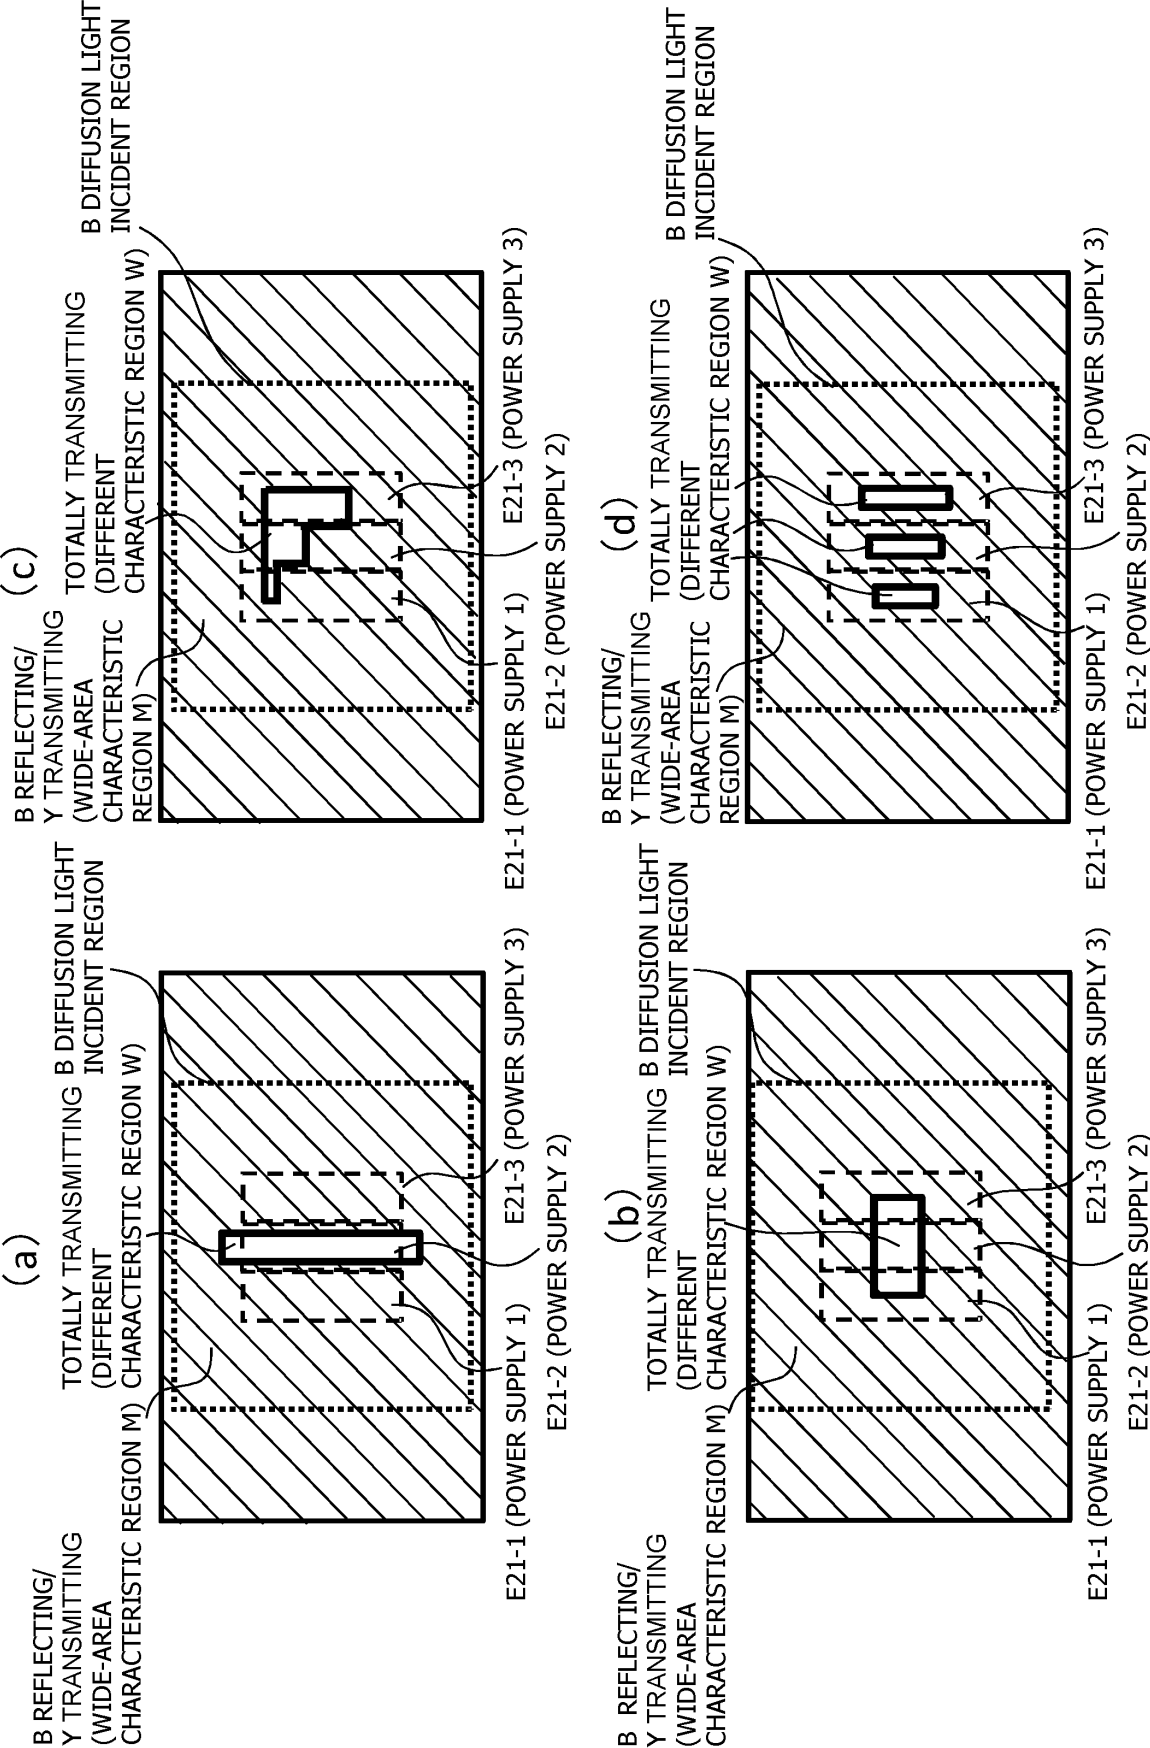 (a)
B REFLECTING/
Y TRANSMITTING
(WIDE-AREA
CHARACTERISTIC REGION M)
TOTALLY TRANSMITTING
(DIFFERENT
CHARACTERISTIC REGION W)
B DIFFUSION LIGHT
INCIDENT REGION
E21-1 (POWER SUPPLY 1)
E21-2 (POWER SUPPLY 2)
E21-3 (POWER SUPPLY 3)
(c)
B REFLECTING/
Y TRANSMITTING
(WIDE-AREA
CHARACTERISTIC
REGION M)
TOTALLY TRANSMITTING
(DIFFERENT
CHARACTERISTIC REGION W)
B DIFFUSION LIGHT
INCIDENT REGION
E21-1 (POWER SUPPLY 1)
E21-2 (POWER SUPPLY 2)
E21-3 (POWER SUPPLY 3)
(b)
B REFLECTING/
Y TRANSMITTING
(WIDE-AREA
CHARACTERISTIC REGION M)
TOTALLY TRANSMITTING
(DIFFERENT
CHARACTERISTIC REGION W)
B DIFFUSION LIGHT
INCIDENT REGION
E21-1 (POWER SUPPLY 1)
E21-2 (POWER SUPPLY 2)
E21-3 (POWER SUPPLY 3)
(d)
B REFLECTING/
Y TRANSMITTING
(WIDE-AREA
CHARACTERISTIC
REGION M)
TOTALLY TRANSMITTING
(DIFFERENT
CHARACTERISTIC REGION W)
B DIFFUSION LIGHT
INCIDENT REGION
E21-1 (POWER SUPPLY 1)
E21-2 (POWER SUPPLY 2)
E21-3 (POWER SUPPLY 3)